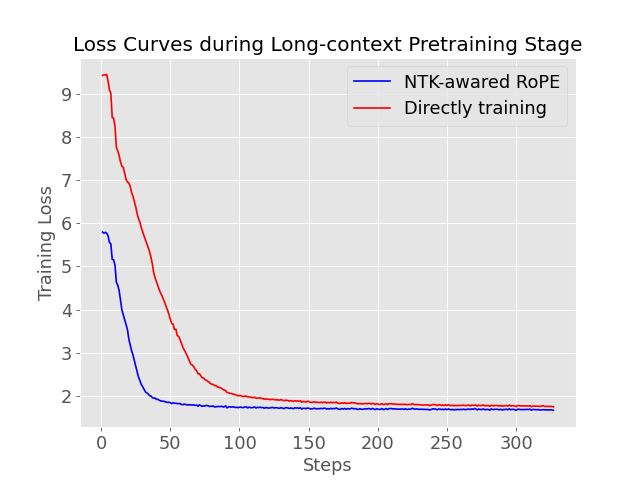 Loss Curves during Long-context Pretraining Stage
NTK-awared RoPE
Directly training
Training Loss
9
8
7
6
5
4
3
2
0 50 100 150 200 250 300
Steps